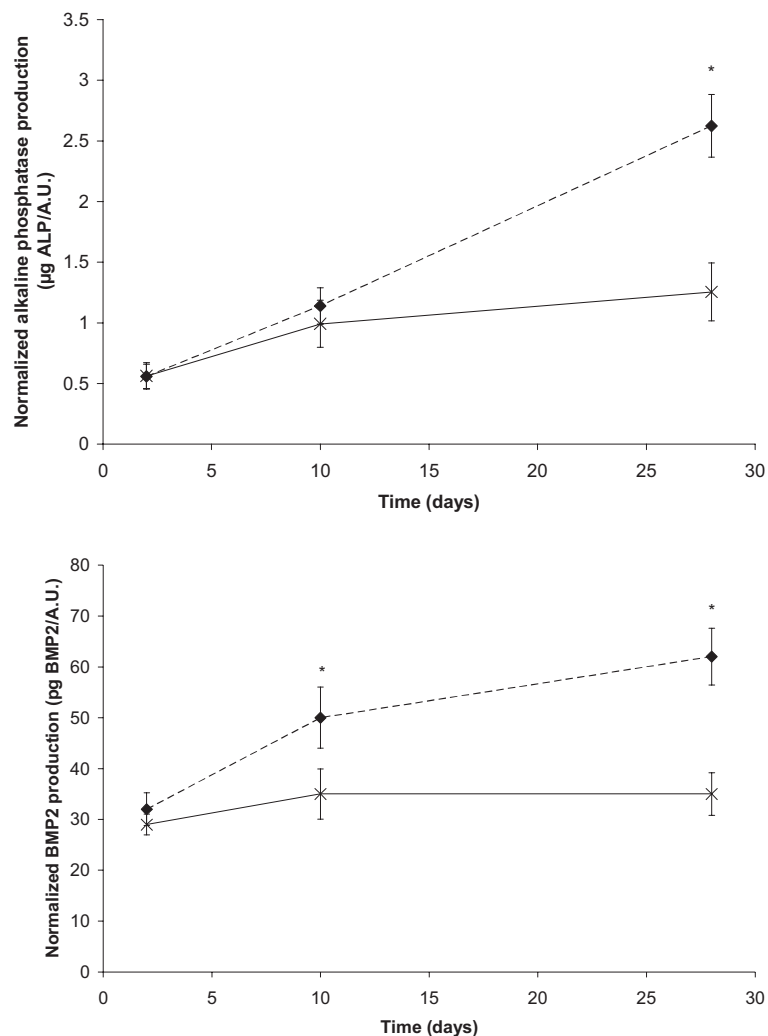 Normalized alkaline phosphatase production
(µg ALP/A.U.)
3.5
3
2.5
2
1.5
1
0.5
0
*
0 5 10 15 20 25 30
Time (days)
Normalized BMP2 production (pg BMP2/A.U.)
80
70
60
50
40
30
20
10
0
*
*
0 5 10 15 20 25 30
Time (days)